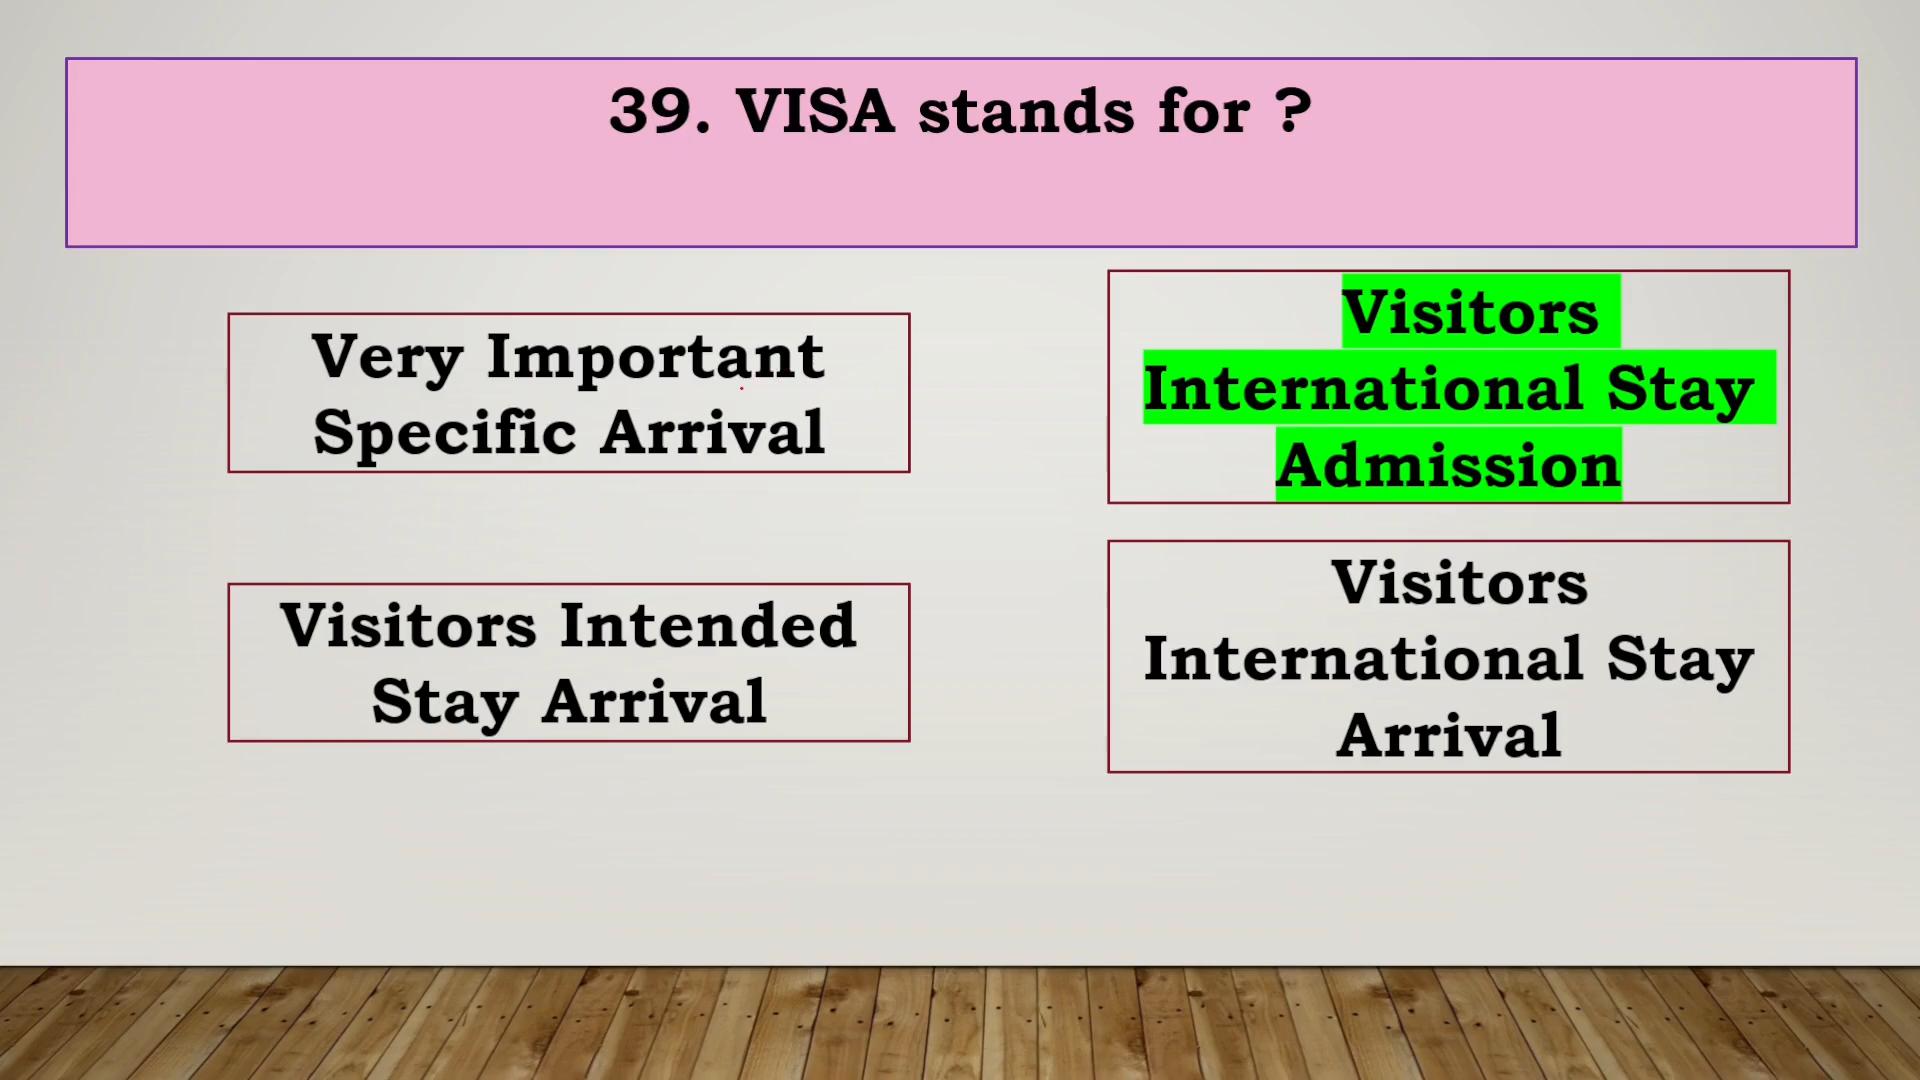 39. VISA stands for ?
Very Important
Specific Arrival
Visitors
International Stay
Admission
Visitors Intended
Stay Arrival
Visitors
International Stay
Arrival